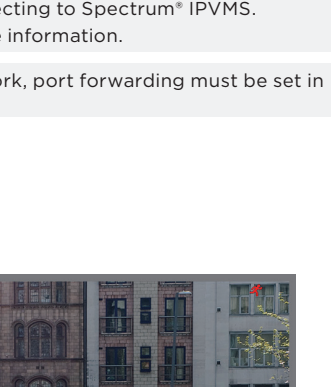 ecting to Spectrum® IPVMS.
e information.
ork, port forwarding must be set in